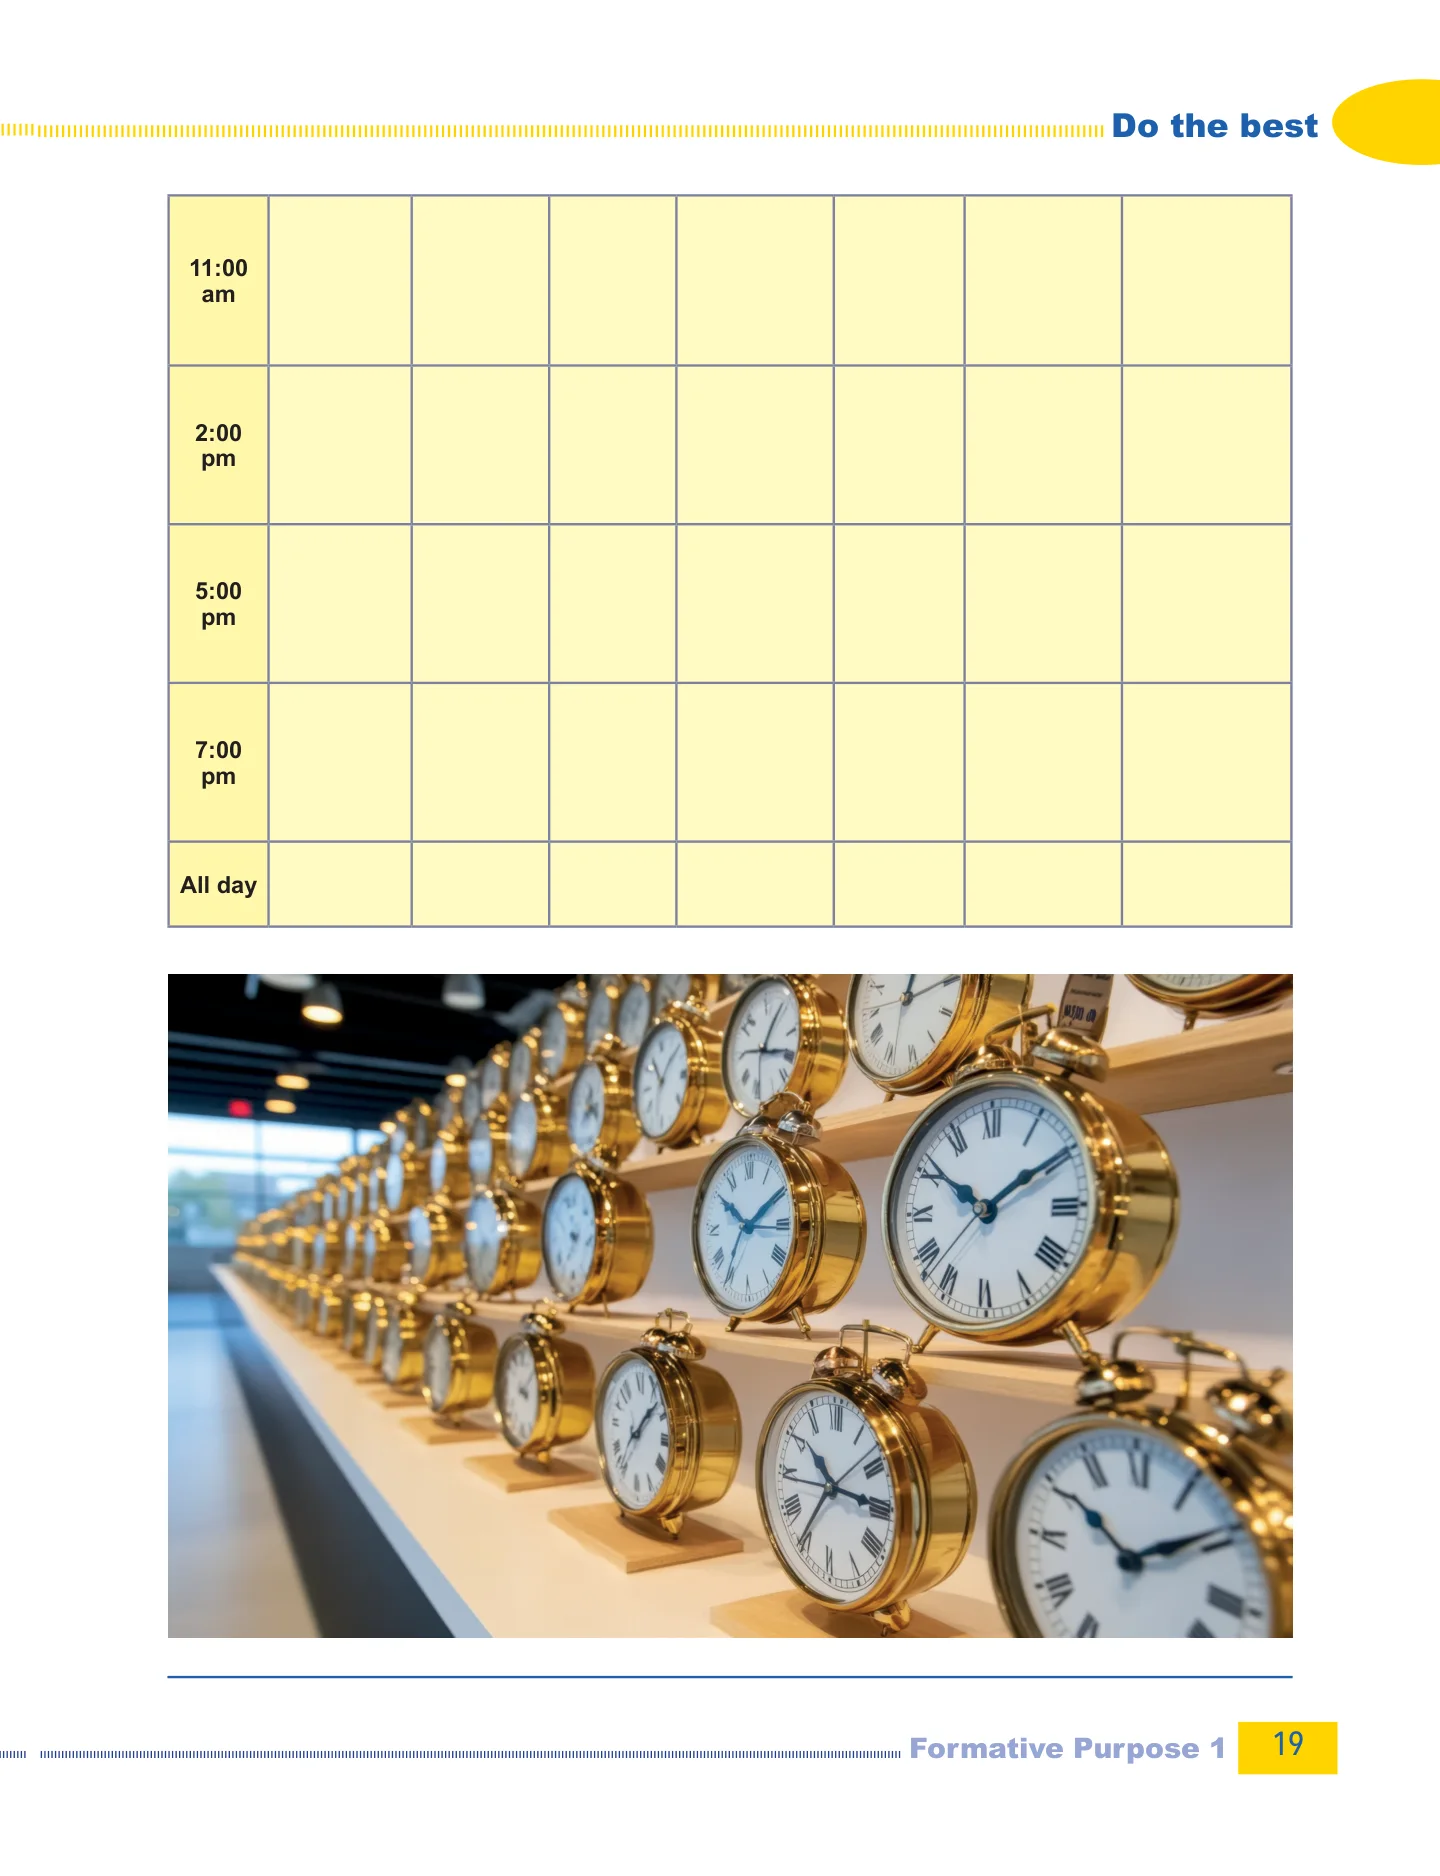 Do the best
11:00
am
2:00
pm
5:00
pm
7:00
pm
All day
Formative Purpose 1
19